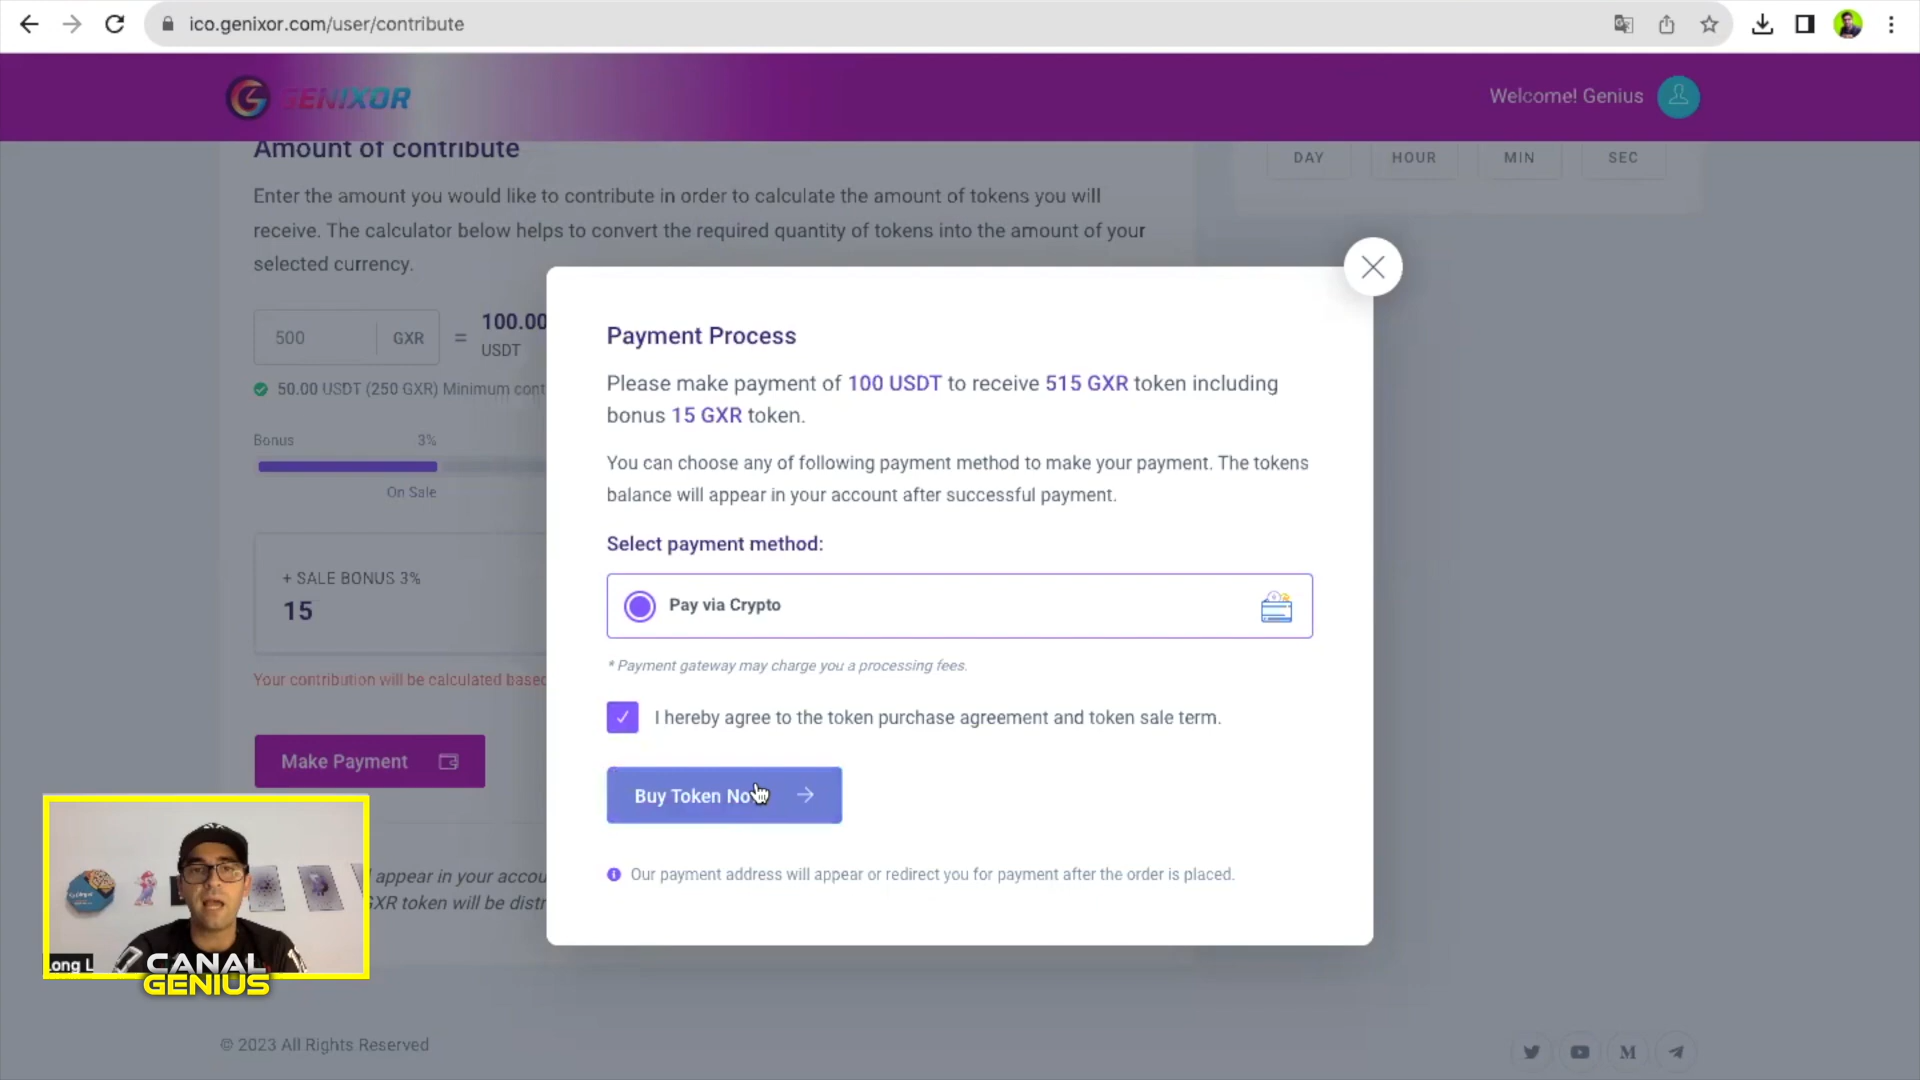 ico.genixor.com/user/contribute
GENIXOR
Welcome! Genius
Amount of contribute
DAY
HOUR
MIN
SEC
Enter the amount you would like to contribute in order to calculate the amount of tokens you will
receive. The calculator below helps to convert the required quantity of tokens into the amount of your
selected currency.
500
GXR
=
100.00
USDT
50.00 USDT (250 GXR) Minimum cont
Bonus
3%
On Sale
+ SALE BONUS 3%
15
Your contribution will be calculated based
Make Payment
appear in your accou
GXR token will be distr
Payment Process
Please make payment of 100 USDT to receive 515 GXR token including
bonus 15 GXR token.
You can choose any of following payment method to make your payment. The tokens
balance will appear in your account after successful payment.
Select payment method:
Pay via Crypto
* Payment gateway may charge you a processing fees.
I hereby agree to the token purchase agreement and token sale term.
Buy Token Now
Our payment address will appear or redirect you for payment after the order is placed.
ong L
CANAL
GENIUS
© 2023 All Rights Reserved